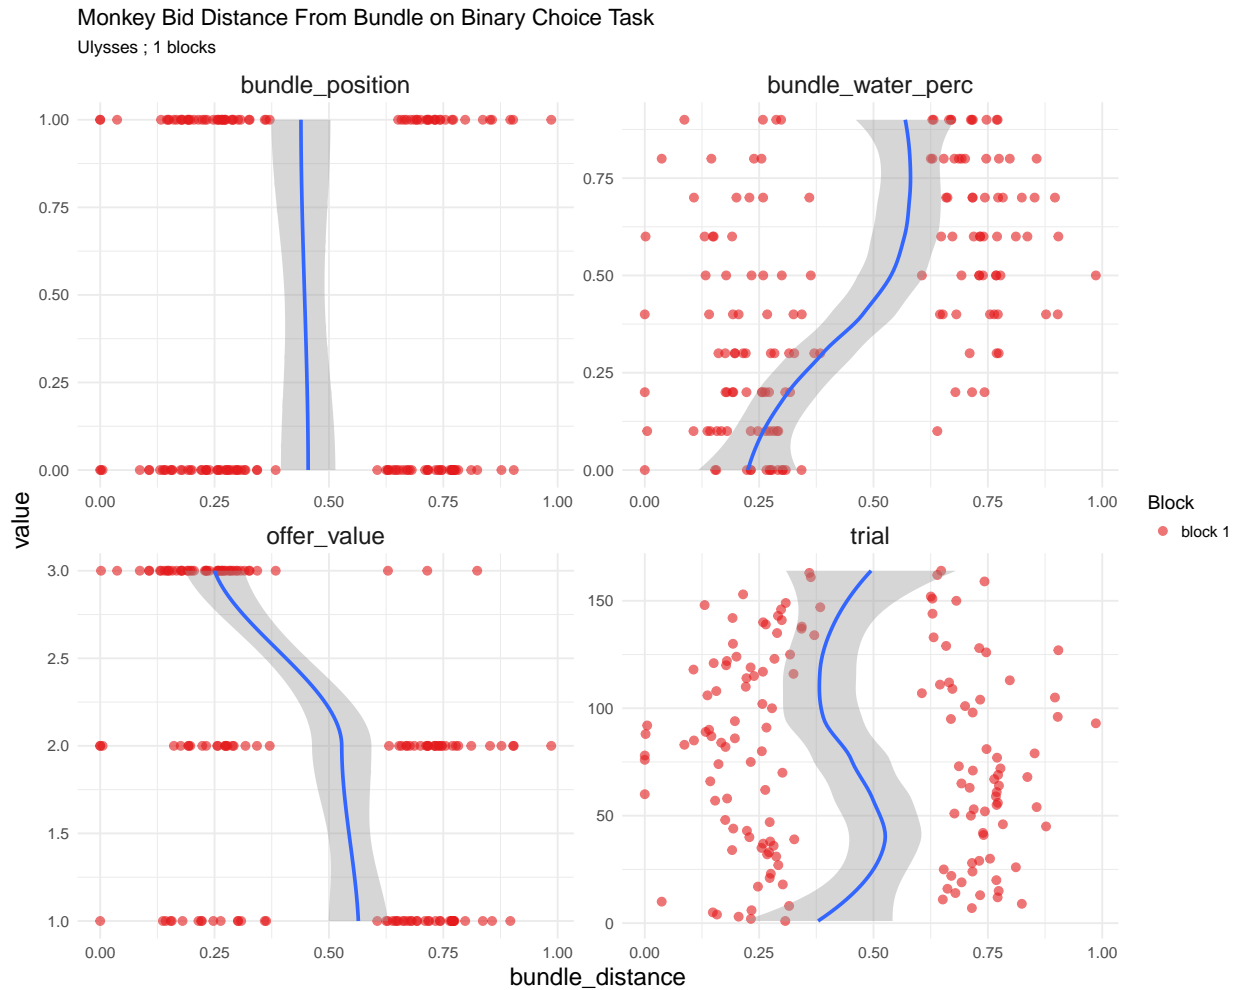 Monkey Bid Distance From Bundle on Binary Choice Task
Ulysses ; 1 blocks
bundle_position
bundle_water_perc
1.00
0.75
0.50
0.25
0.00
0.75
0.50
0.25
0.00
0.00 0.25 0.50 0.75 1.00
0.00 0.25 0.50 0.75 1.00
offer_value
trial
3.0
2.5
2.0
1.5
1.0
150
100
50
0
0.00 0.25 0.50 0.75 1.00
0.00 0.25 0.50 0.75 1.00
value
bundle_distance
Block
block 1